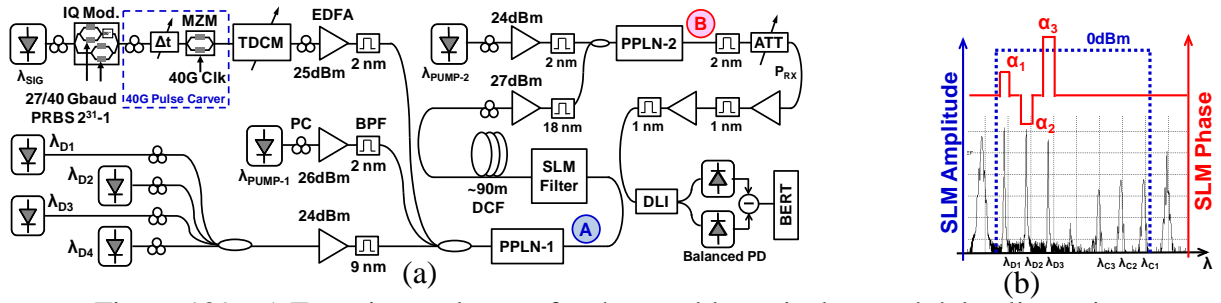 IQ Mod.
λSIG
27/40 Gbaud
PRBS 2^31-1
Δt
MZM
40G Clk
40G Pulse Carver
TDCM
EDFA
25dBm
2 nm
λD1
λD2
λD3
λD4
PC
BPF
λPUMP-1
26dBm
2 nm
24dBm
9 nm
PPLN-1
A
SLM
Filter
~90m
DCF
27dBm
18 nm
24dBm
2 nm
λPUMP-2
PPLN-2
B
2 nm
ATT
PRX
1 nm
1 nm
DLI
Balanced PD
BERT
(a)
SLM Amplitude
SLM Phase
0dBm
α1
α2
α3
λD1 λD2 λD3 λC3 λC2 λC1
λ
(b)